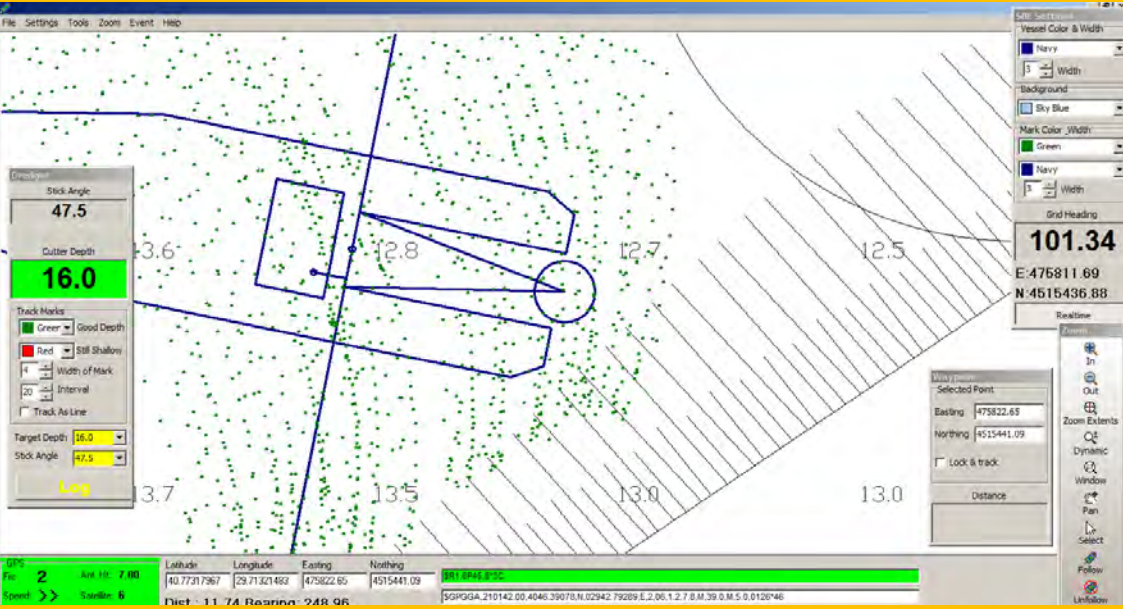 File Settings Tools Zoom Event Help
Vessel Color & Width
Navy
3 Width
Background
Sky Blue
Mark Color _Width
Green
Navy
3 Width
Grid Heading
101.34
E:475811.69
N:4515436.88
Realtime
Stick Angle
47.5
Cutter Depth
16.0
Track Marks
Green Good Depth
Red Still Shallow
4 Width of Mark
20 Interval
Track As Line
Target Depth 16.0
Stick Angle 47.5
Log
13.6 12.8 12.7 12.5
13.7 13.5 13.0 13.0
Waypoint
Selected Point
Easting 475822.65
Northing 4515441.09
Lock & track
Distance
Zoom
In
Out
Zoom Extents
Dynamic
Window
Pan
Select
Follow
Unfollow
GPS
Fix: 2 Ant. Ht: 7.80
Speed: >> Satelite: 6
Latitude Longitude Easting Northing
40.77317967 29.71321483 475822.65 4515441.09
Dist.: 11.74 Bearing: 248.96
$GPGGA,210142.00,4046.39078,N,02942.79289,E,2,06,1.2,7.8,M,39.0,M,5.0,0126*46